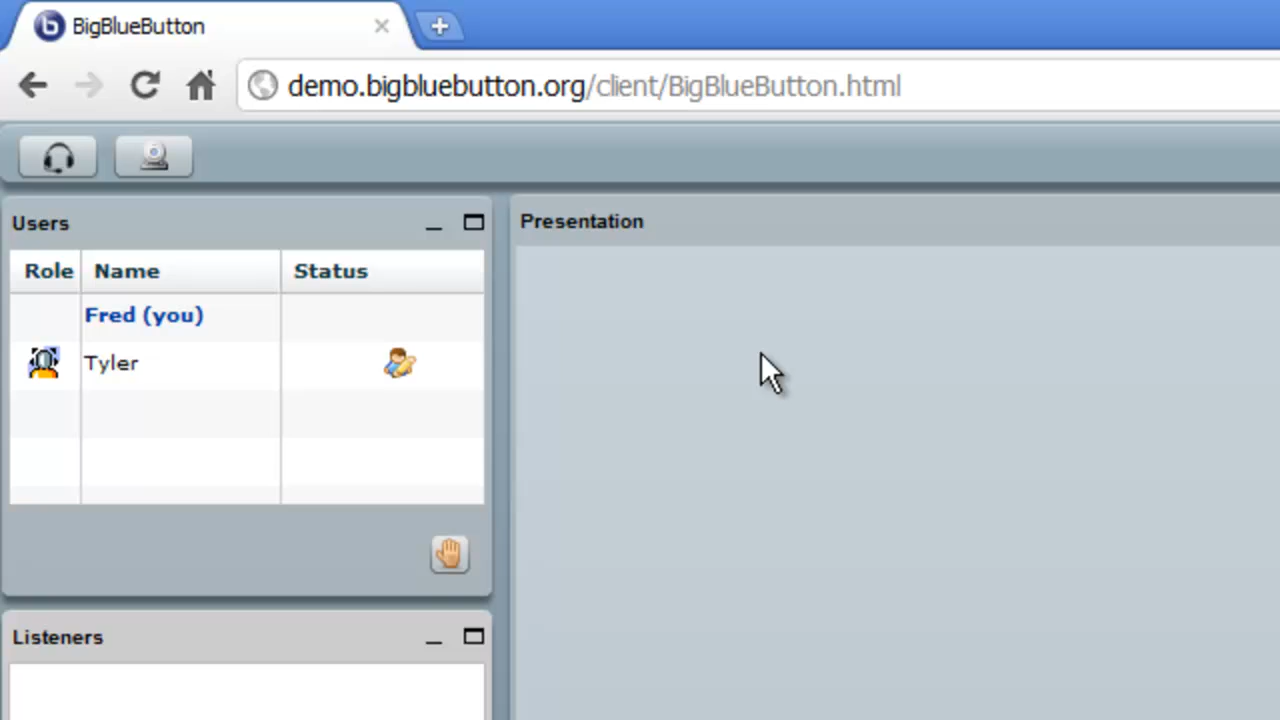 BigBlueButton
demo.bigbluebutton.org/client/BigBlueButton.html
Users
Presentation
Role Name Status
Fred (you)
Tyler
Listeners